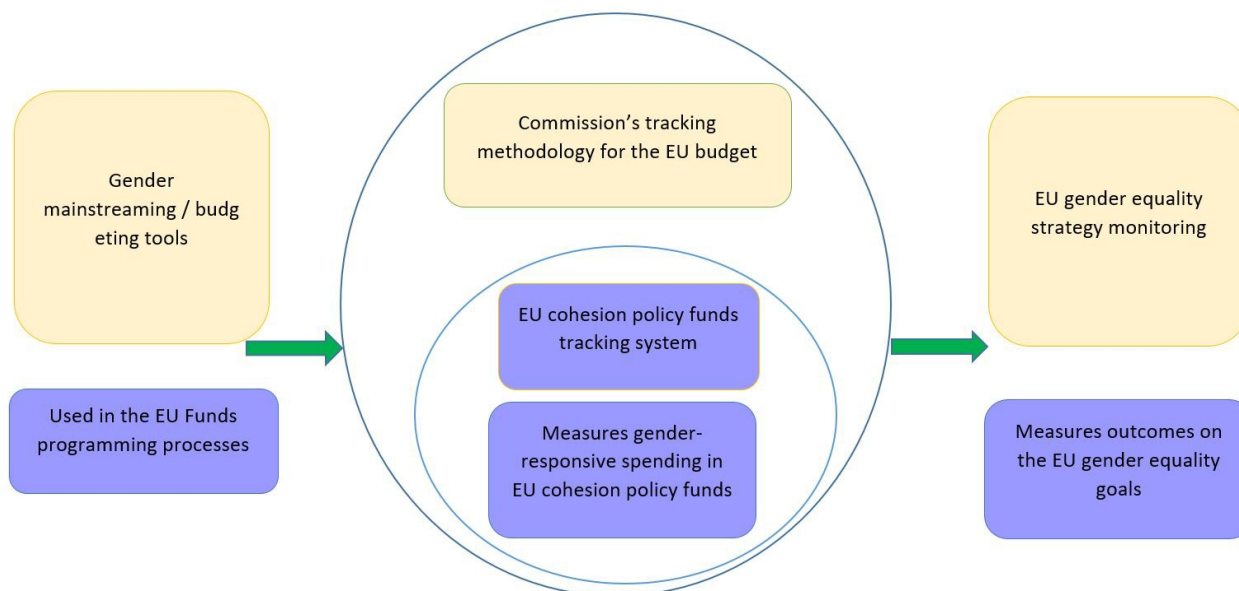 Gender
mainstreaming / budg
eting tools
Used in the EU Funds
programming processes
Commission’s tracking
methodology for the EU budget
EU cohesion policy funds
tracking system
Measures gender-
responsive spending in
EU cohesion policy funds
EU gender equality
strategy monitoring
Measures outcomes on
the EU gender equality
goals